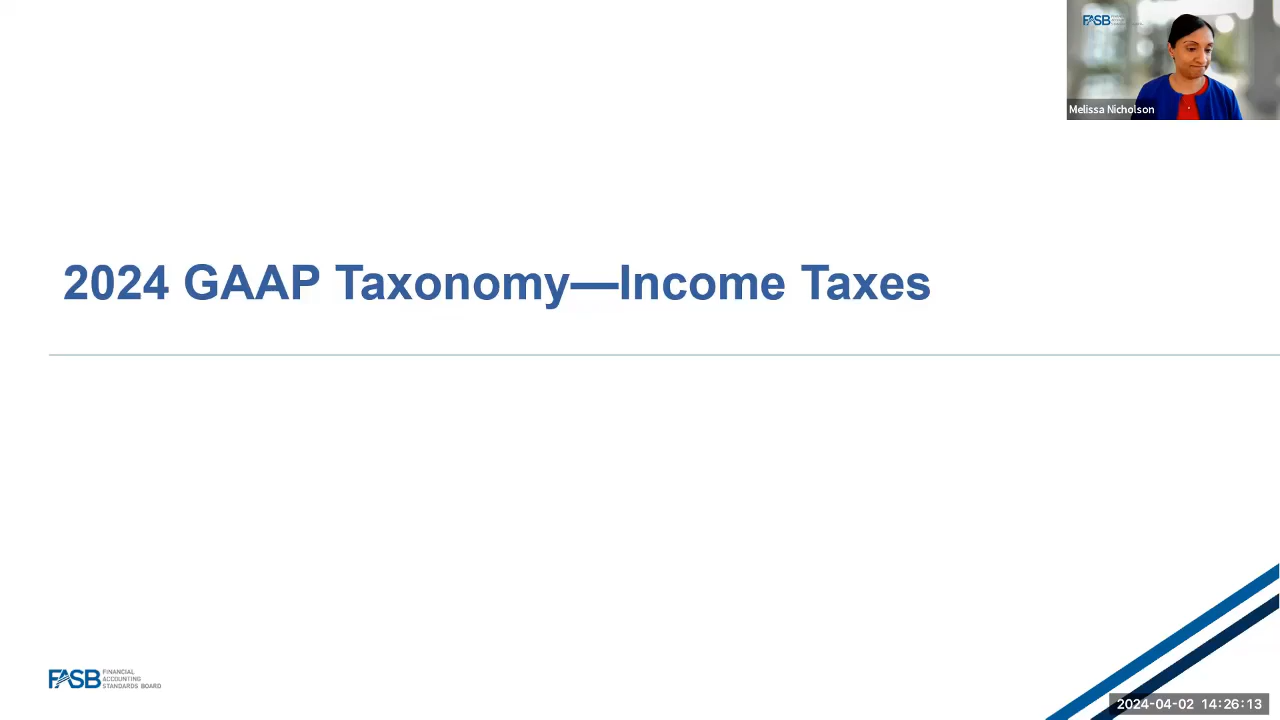 FASB
Melissa Nicholson
2024 GAAP Taxonomy—Income Taxes
FASB
FINANCIAL
ACCOUNTING
STANDARDS BOARD
2024-04-02 14:26:13